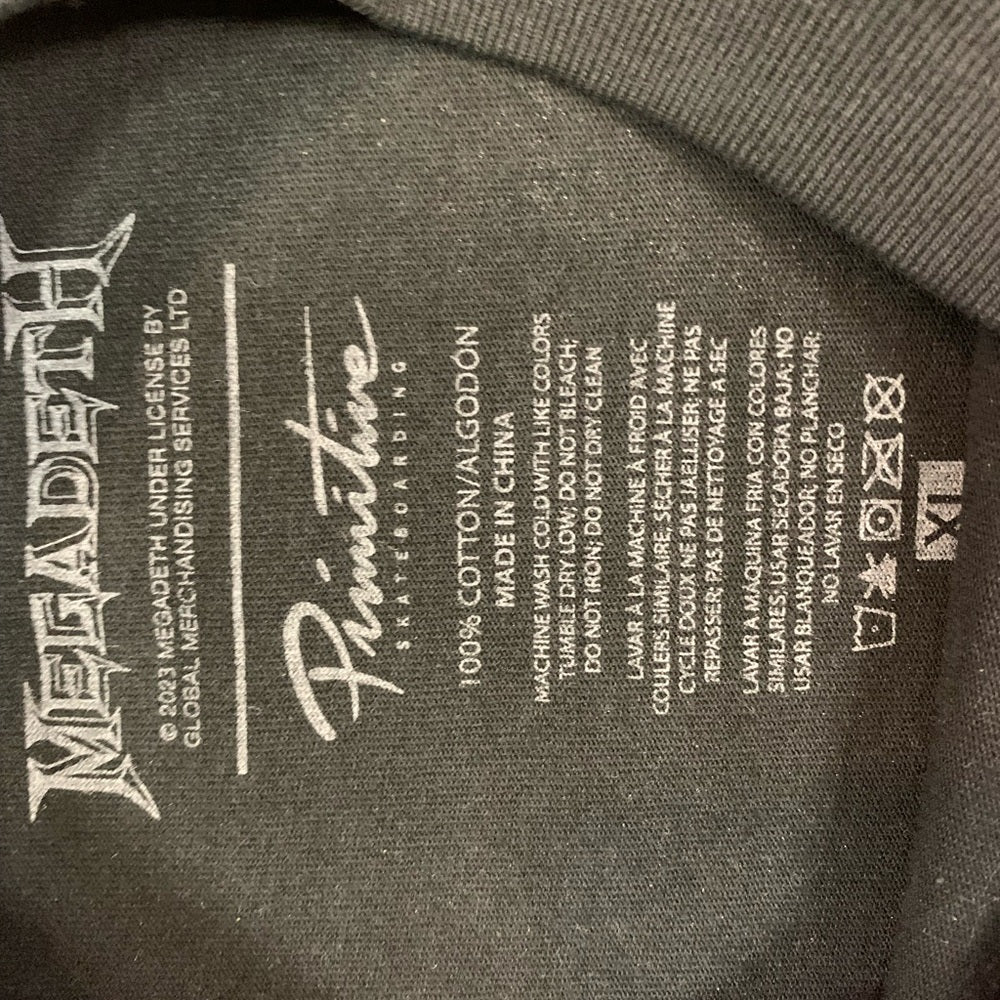 MEGADETH
© 2023 MEGADETH UNDER LICENSE BY
GLOBAL MERCHANDISING SERVICES LTD
Primitive
SKATEBOARDING
100% COTTON/ALGODÓN
MADE IN CHINA
MACHINE WASH COLD WITH LIKE COLORS
TUMBLE DRY LOW; DO NOT BLEACH;
DO NOT IRON; DO NOT DRY CLEAN
LAVAR À LA MACHINE À FROID AVEC
COULERS SIMILAIRE, SÉCHER À LA MACHINE
CYCLE DOUX NE PAS JAELLISER; NE PAS
REPASSER; PAS DE NETTOYAGE A SEC
LAVAR A MAQUINA FRIA CON COLORES
SIMILARES; USAR SECADORA BAJA; NO
USAR BLANQUEADOR; NO PLANCHAR;
NO LAVAR EN SECO
XL